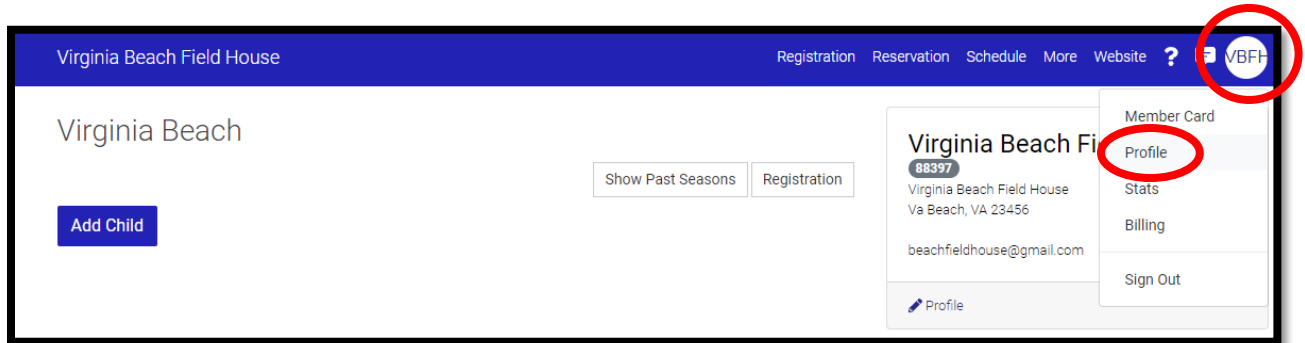 Virginia Beach Field House
Registration Reservation Schedule More Website ? VBFH
Virginia Beach
Show Past Seasons Registration
Add Child
Virginia Beach Fi
88397
Virginia Beach Field House
Va Beach, VA 23456
beachfieldhouse@gmail.com
Profile
Member Card
Profile
Stats
Billing
Sign Out